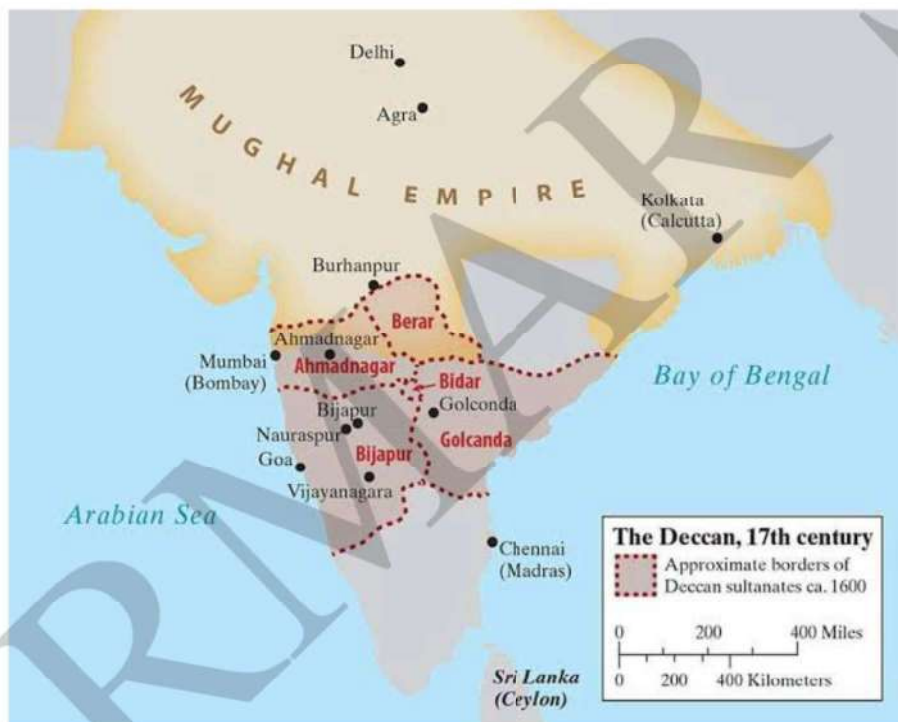 Delhi
Agra
MUGHAL EMPIRE
Kolkata
(Calcutta)
Burhanpur
Berar
Ahmadnagar
Mumbai
(Bombay)
Ahmadnagar
Bidar
Bay of Bengal
Golconda
Bijapur
Nauraspur
Golcanda
Goa
Bijapur
Vijayanagara
Arabian Sea
Chennai
(Madras)
The Deccan, 17th century
Approximate borders of
Deccan sultanates ca. 1600
0 200 400 Miles
0 200 400 Kilometers
Sri Lanka
(Ceylon)
RMAR